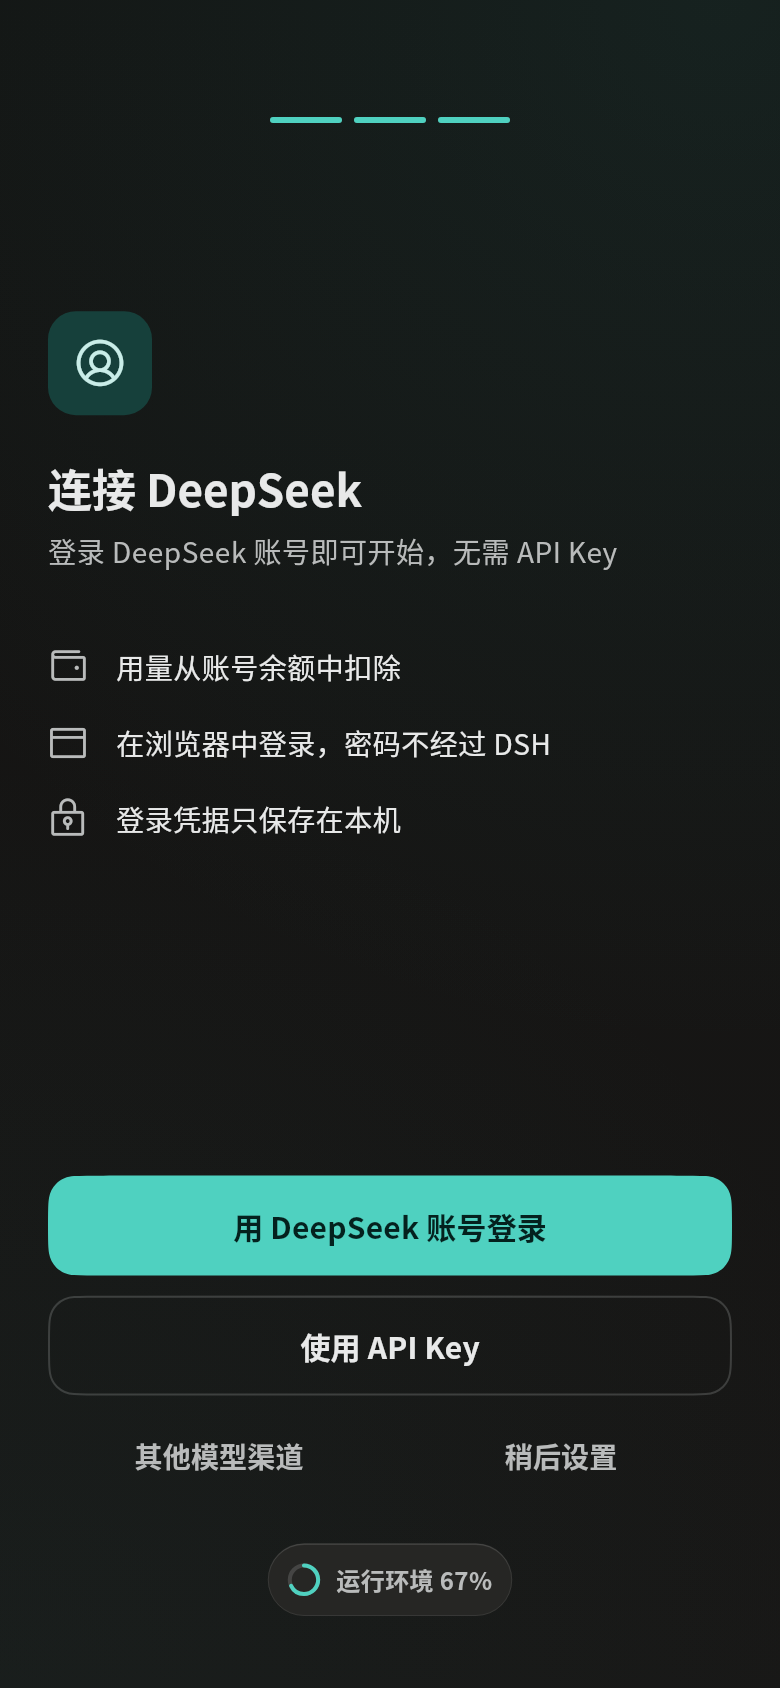 连接 DeepSeek
登录 DeepSeek 账号即可开始，无需 API Key
用量从账号余额中扣除
在浏览器中登录，密码不经过 DSH
登录凭据只保存在本机
用 DeepSeek 账号登录
使用 API Key
其他模型渠道
稍后设置
运行环境 67%